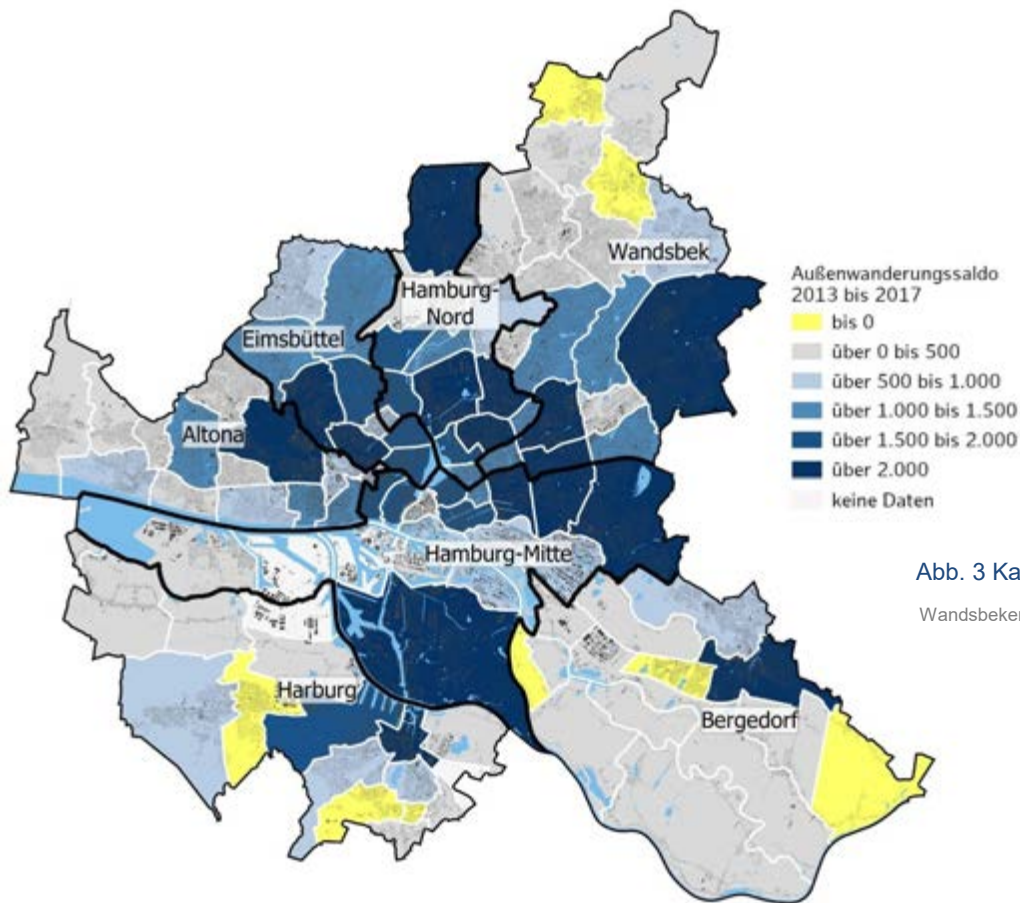 Wandsbek
Hamburg-
Nord
Eimsbüttel
Altona
Hamburg-Mitte
Harburg
Bergedorf
Außenwanderungssaldo
2013 bis 2017
bis 0
über 0 bis 500
über 500 bis 1.000
über 1.000 bis 1.500
über 1.500 bis 2.000
über 2.000
keine Daten
Abb. 3 Ka
Wandsbeker